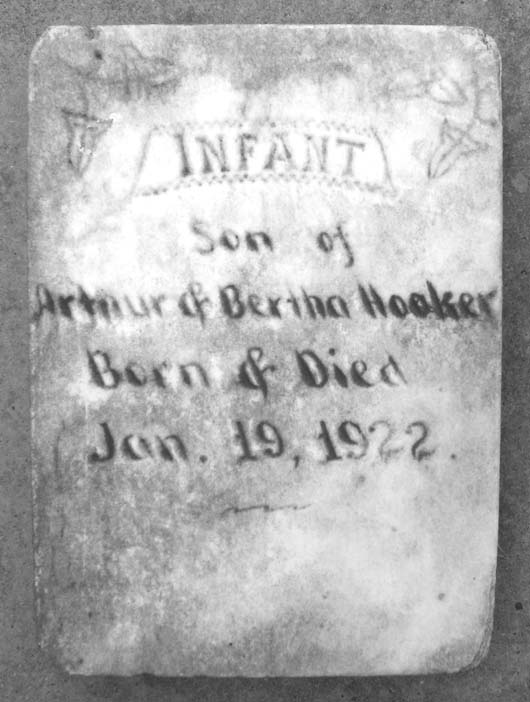 INFANT
Son of
Arthur & Bertha Hooker
Born & Died
Jan. 19, 1922.